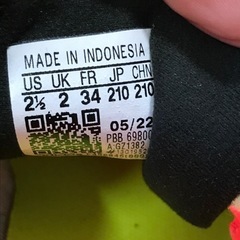 MADE IN INDONESIA
US UK FR JP CHN
2½ 2 34 210 210
05/22
PBB 69800